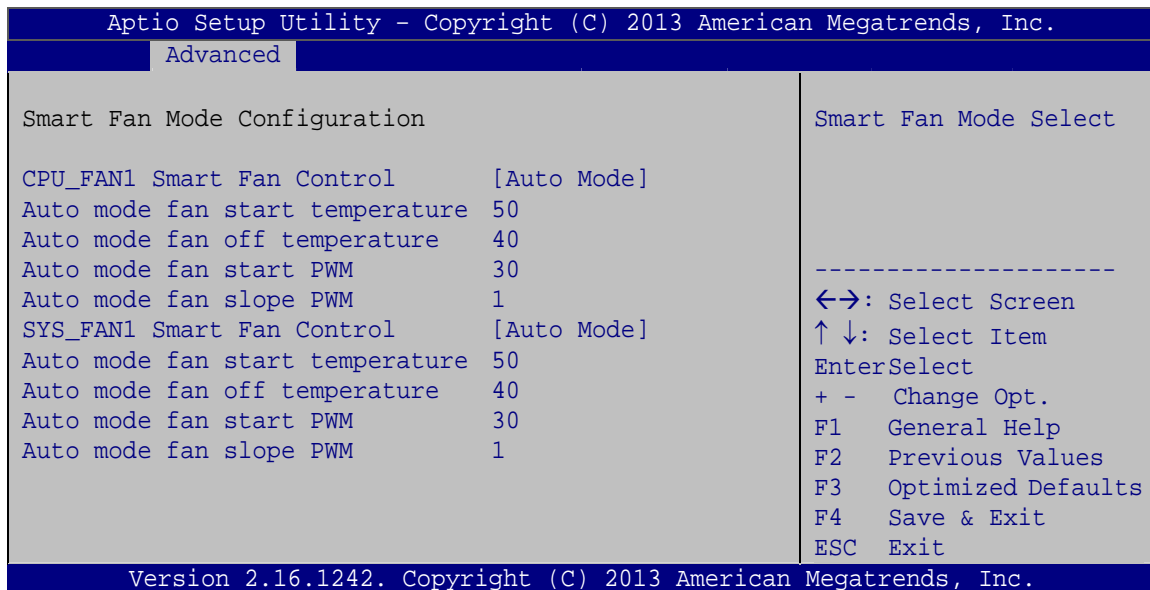 Aptio Setup Utility – Copyright (C) 2013 American Megatrends, Inc.
Advanced
Smart Fan Mode Configuration
CPU_FAN1 Smart Fan Control [Auto Mode]
Auto mode fan start temperature 50
Auto mode fan off temperature 40
Auto mode fan start PWM 30
Auto mode fan slope PWM 1
SYS_FAN1 Smart Fan Control [Auto Mode]
Auto mode fan start temperature 50
Auto mode fan off temperature 40
Auto mode fan start PWM 30
Auto mode fan slope PWM 1
Smart Fan Mode Select
---------------------
←→: Select Screen
↑ ↓: Select Item
EnterSelect
+ - Change Opt.
F1 General Help
F2 Previous Values
F3 Optimized Defaults
F4 Save & Exit
ESC Exit
Version 2.16.1242. Copyright (C) 2013 American Megatrends, Inc.